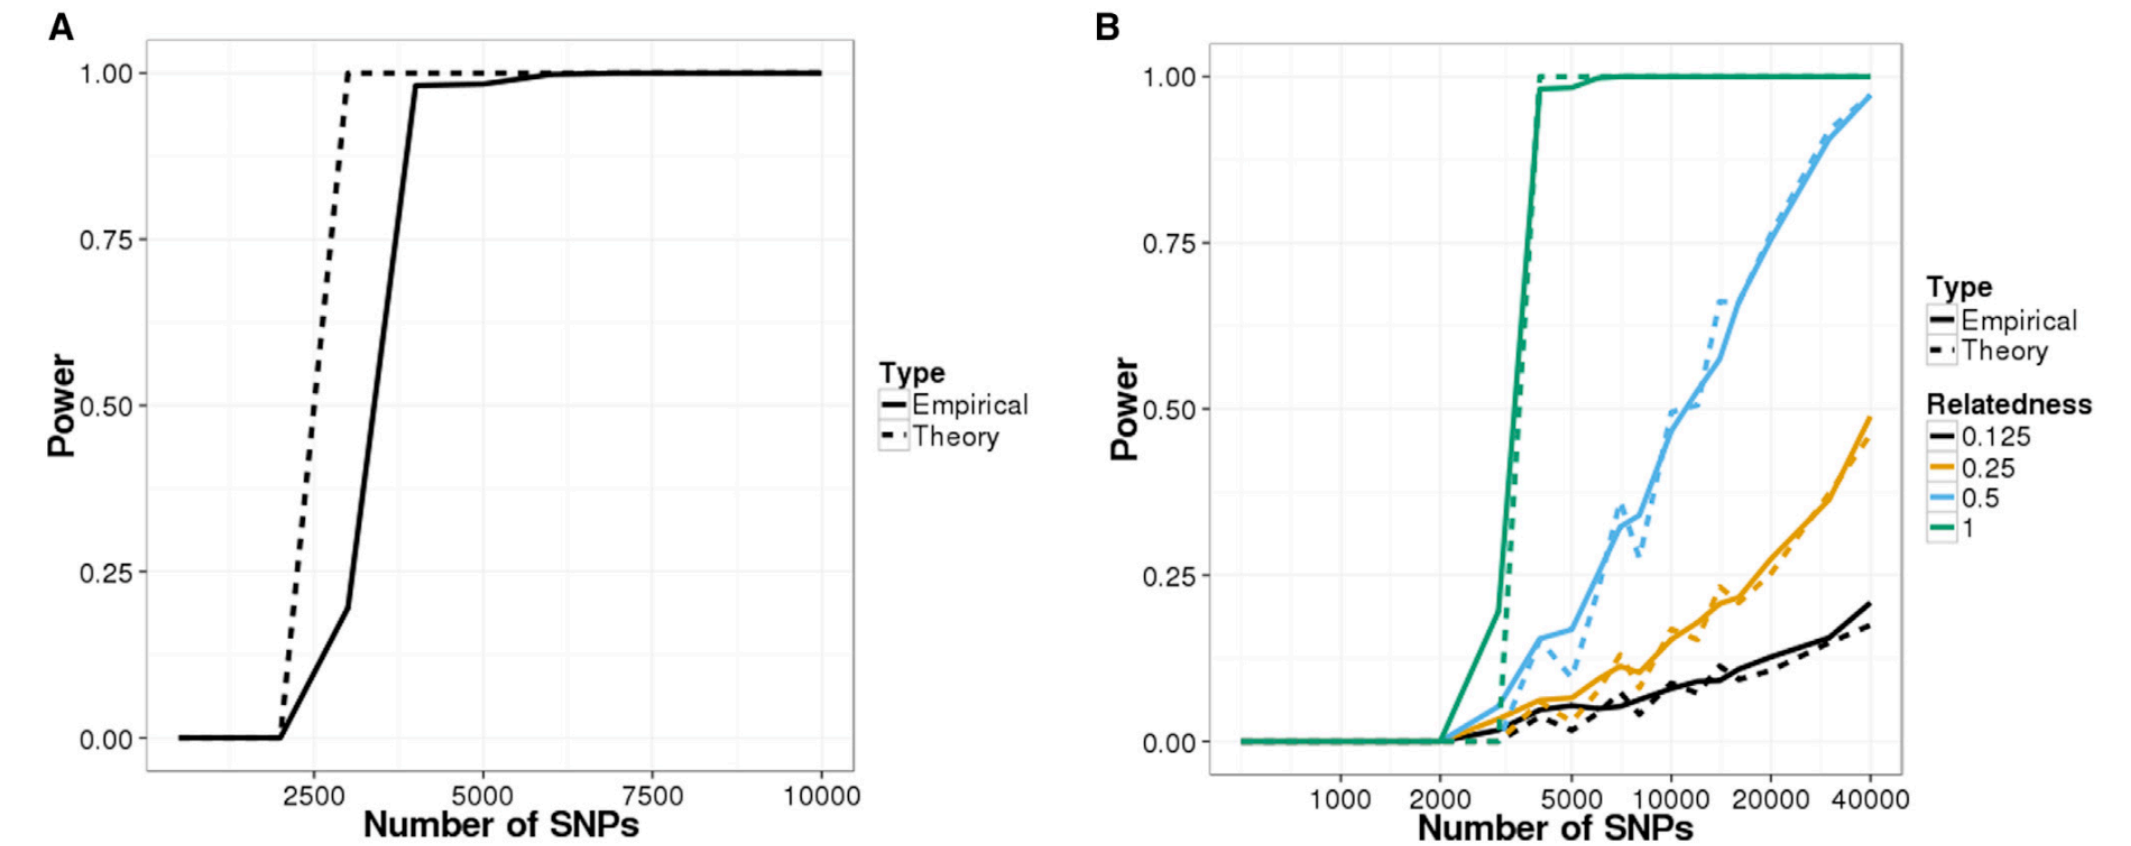 A
1.00
0.75
0.50
0.25
0.00
Power
2500 5000 7500 10000
Number of SNPs
Type
Empirical
Theory
B
1.00
0.75
0.50
0.25
0.00
Power
1000 2000 5000 10000 20000 40000
Number of SNPs
Type
Empirical
Theory
Relatedness
0.125
0.25
0.5
1